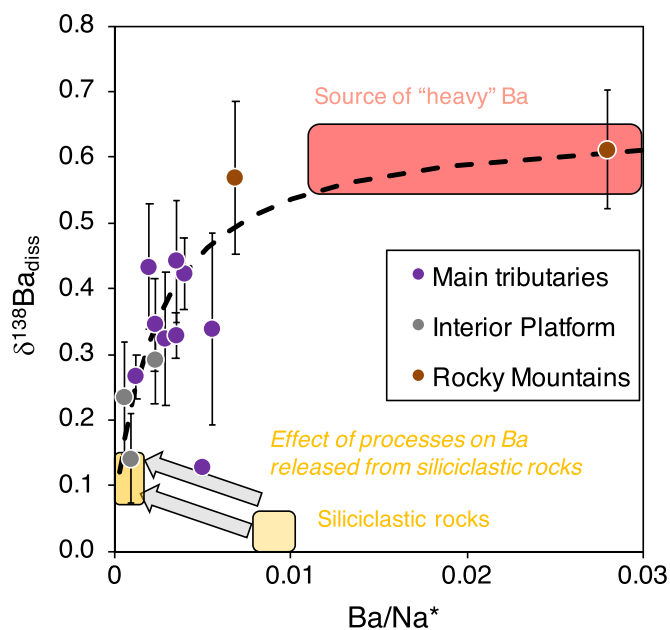 0.8
0.7
0.6
0.5
0.4
0.3
0.2
0.1
0.0
δ¹³⁸Ba_diss
Source of “heavy” Ba
Main tributaries
Interior Platform
Rocky Mountains
Effect of processes on Ba
released from siliciclastic rocks
Siliciclastic rocks
0 0.01 0.02 0.03
Ba/Na*